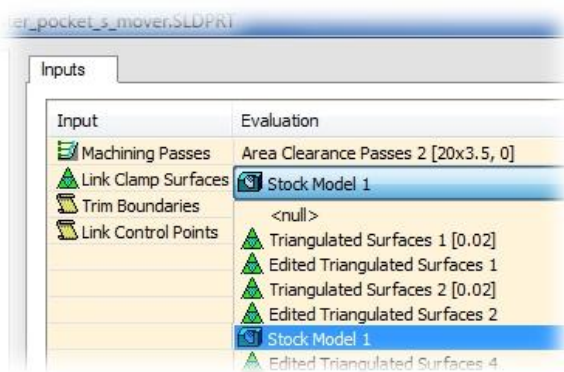 er_pocket_s_mover.SLDPRT
Inputs
Input Evaluation
Machining Passes Area Clearance Passes 2 [20x3.5, 0]
Link Clamp Surfaces Stock Model 1
Trim Boundaries <null>
Link Control Points Triangulated Surfaces 1 [0.02]
Edited Triangulated Surfaces 1
Triangulated Surfaces 2 [0.02]
Edited Triangulated Surfaces 2
Stock Model 1
Edited Triangulated Surfaces 4